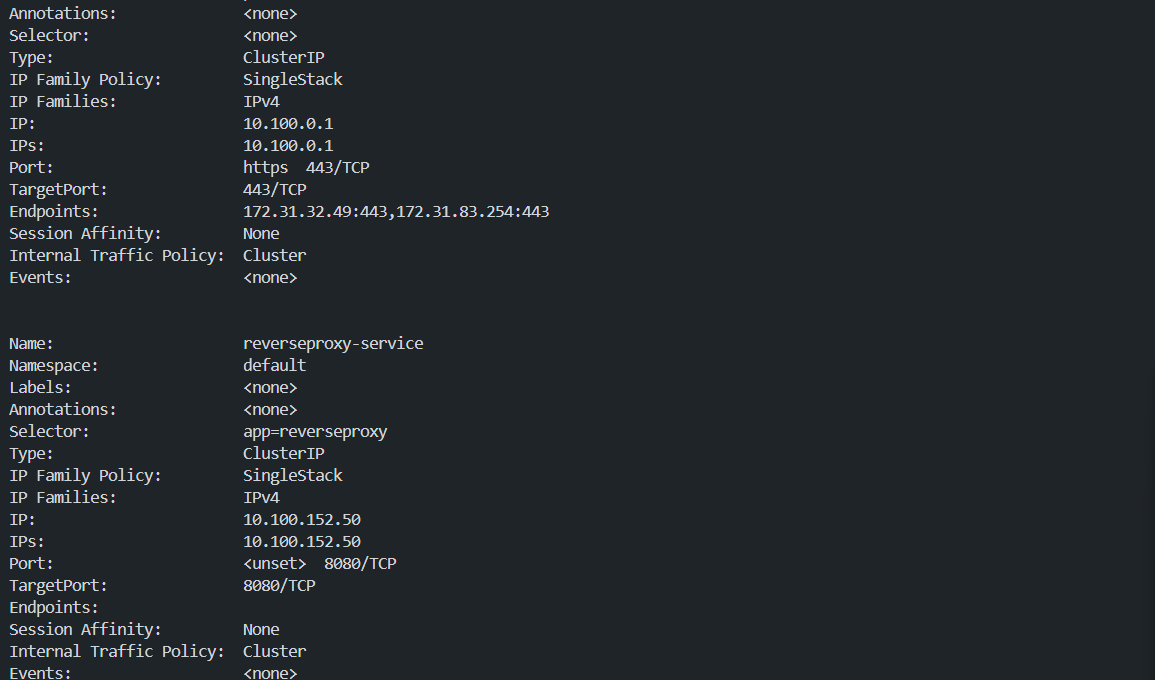 Annotations: <none>
Selector: <none>
Type: ClusterIP
IP Family Policy: SingleStack
IP Families: IPv4
IP: 10.100.0.1
IPs: 10.100.0.1
Port: https 443/TCP
TargetPort: 443/TCP
Endpoints: 172.31.32.49:443,172.31.83.254:443
Session Affinity: None
Internal Traffic Policy: Cluster
Events: <none>
Name: reverseproxy-service
Namespace: default
Labels: <none>
Annotations: <none>
Selector: app=reverseproxy
Type: ClusterIP
IP Family Policy: SingleStack
IP Families: IPv4
IP: 10.100.152.50
IPs: 10.100.152.50
Port: <unset> 8080/TCP
TargetPort: 8080/TCP
Endpoints:
Session Affinity: None
Internal Traffic Policy: Cluster
Events: <none>